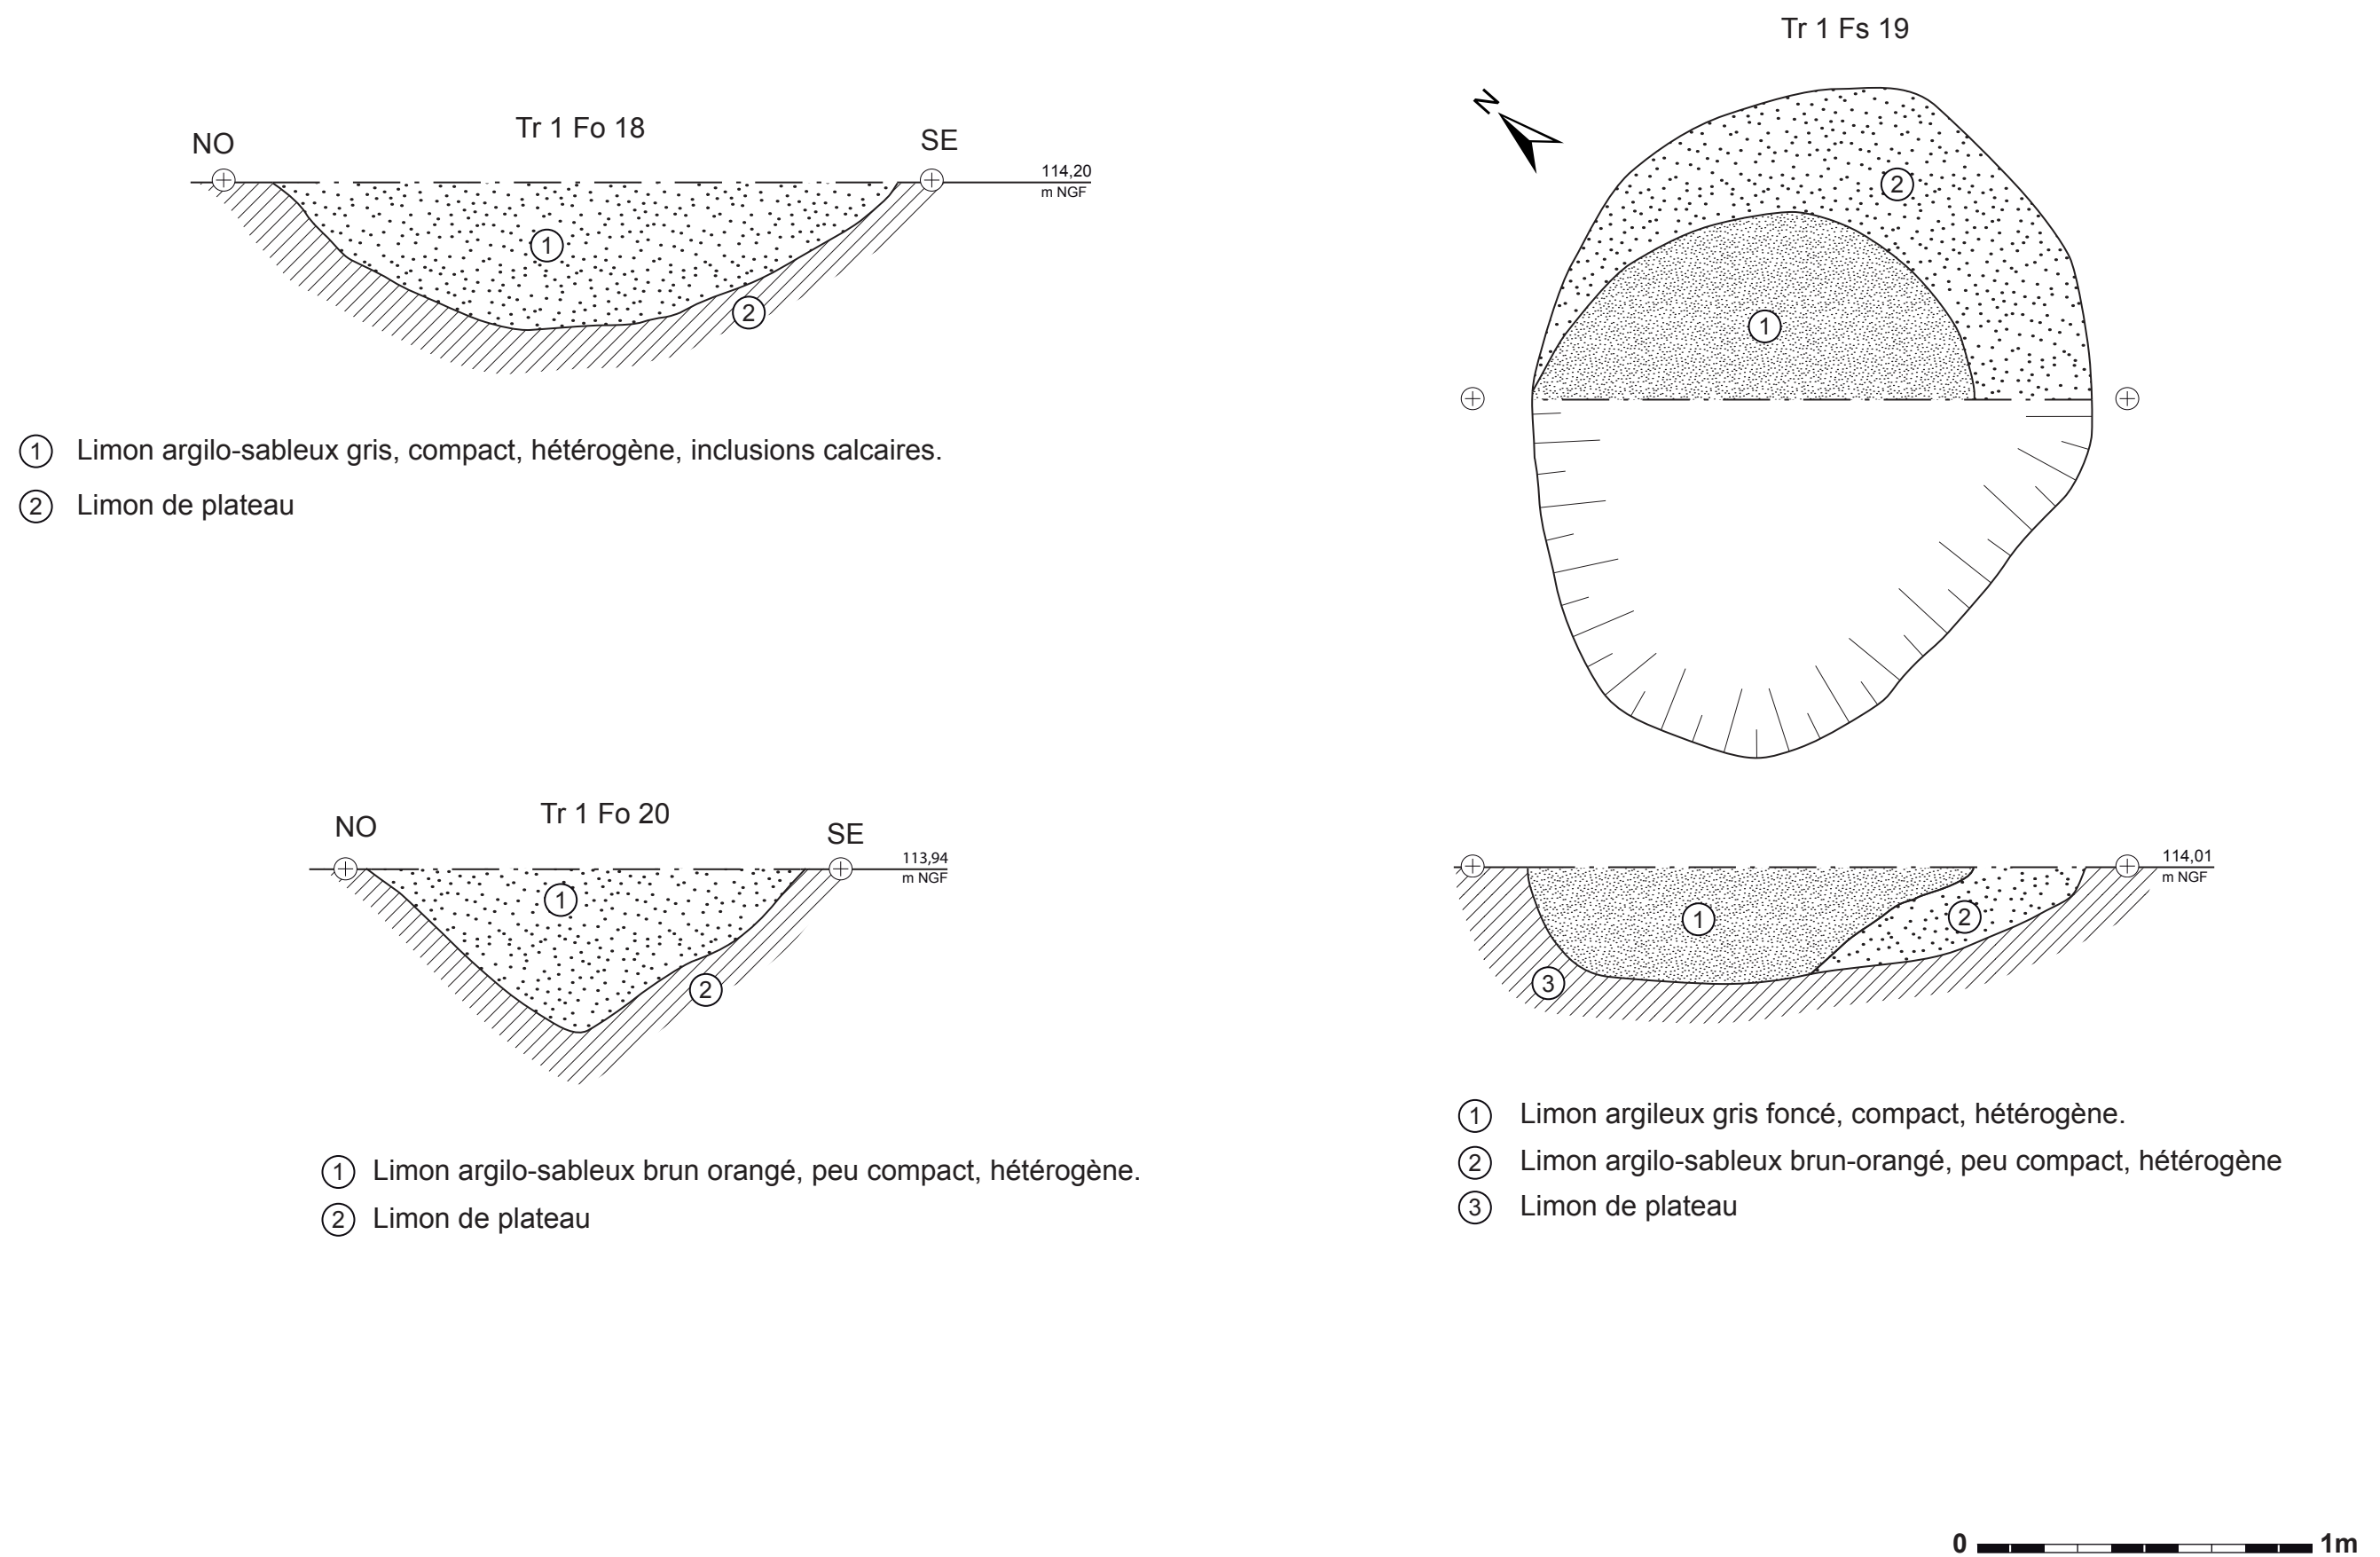 Tr 1 Fo 18
NO
SE
114,20
m NGF
1
2
1 Limon argilo-sableux gris, compact, hétérogène, inclusions calcaires.
2 Limon de plateau
Tr 1 Fo 20
NO
SE
113,94
m NGF
1
2
1 Limon argilo-sableux brun orangé, peu compact, hétérogène.
2 Limon de plateau
Tr 1 Fs 19
N
2
1
114,01
m NGF
1
2
3
1 Limon argileux gris foncé, compact, hétérogène.
2 Limon argilo-sableux brun-orangé, peu compact, hétérogène
3 Limon de plateau
0 1m